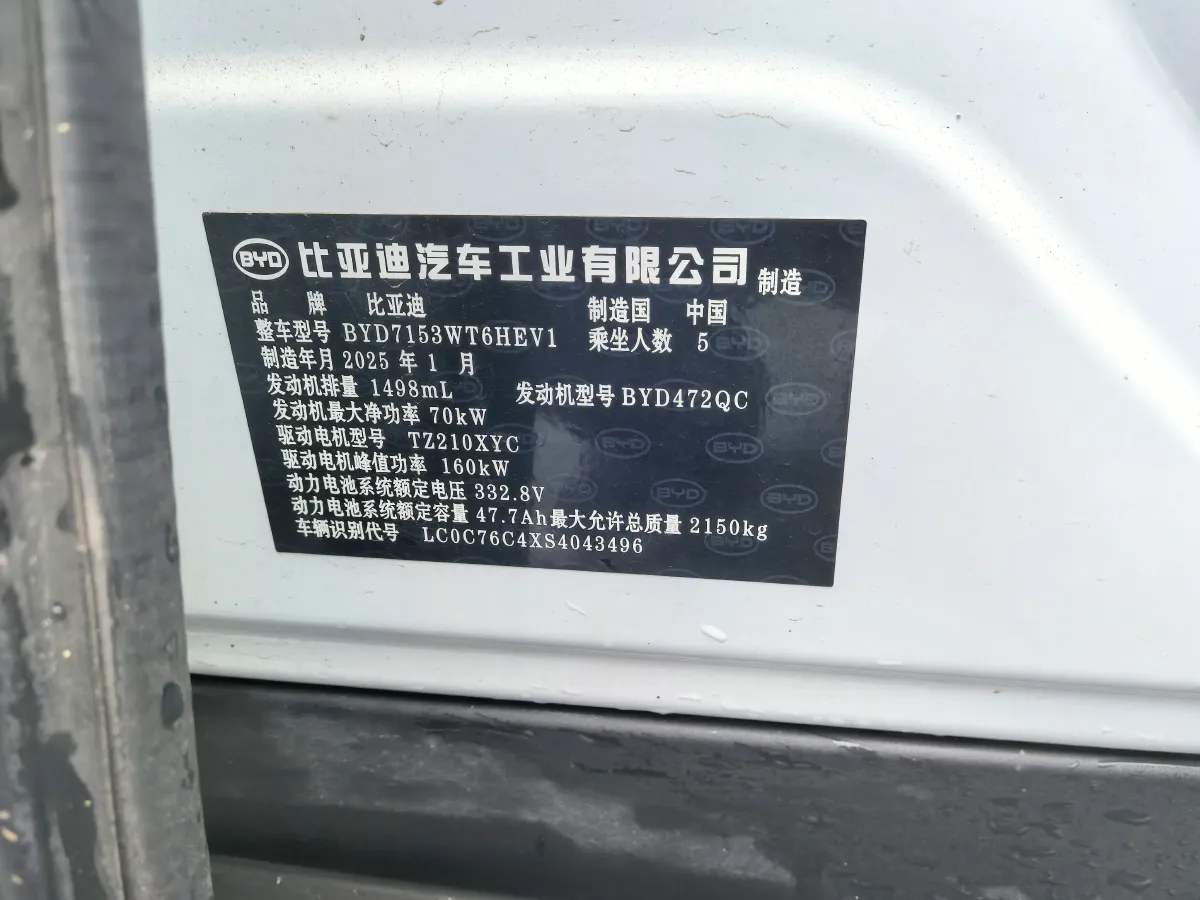 BYD 比亚迪汽车工业有限公司 制造
品 牌 比亚迪 制造国 中国
整车型号 BYD7153WT6HEV1 乘坐人数 5
制造年月 2025 年 1 月
发动机排量 1498mL 发动机型号 BYD472QC
发动机最大净功率 70kW
驱动电机型号 TZ210XYC
驱动电机峰值功率 160kW
动力电池系统额定电压 332.8V
动力电池系统额定容量 47.7Ah 最大允许总质量 2150kg
车辆识别代号 LC0C76C4XS4043496